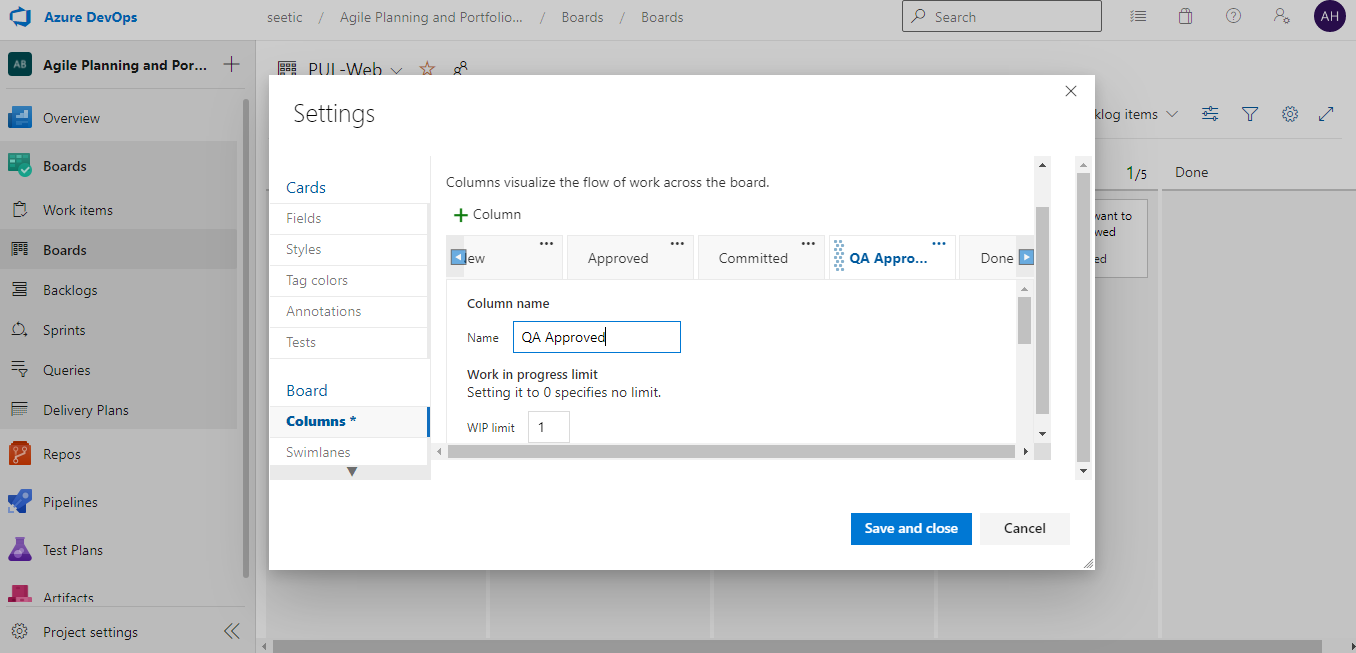 Azure DevOps
seetic / Agile Planning and Portfolio... / Boards / Boards
Search
AH
AB
Agile Planning and Por...
Overview
Boards
Work items
Boards
Backlogs
Sprints
Queries
Delivery Plans
Repos
Pipelines
Test Plans
Artifacts
Project settings
PUL-Web
klog items
1/5
Done
want to
wed
ed
Settings
Cards
Fields
Styles
Tag colors
Annotations
Tests
Board
Columns *
Swimlanes
Columns visualize the flow of work across the board.
+ Column
ew
Approved
Committed
QA Appro...
Done
Column name
Name QA Approved
Work in progress limit
Setting it to 0 specifies no limit.
WIP limit 1
Save and close
Cancel